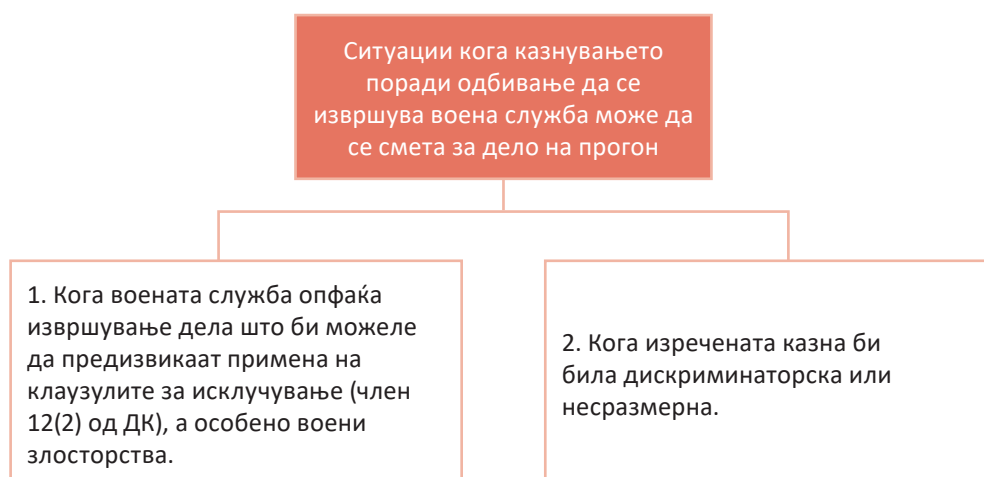 Ситуации кога казнувањето
поради одбивање да се
извршува воена служба може да
се смета за дело на прогон
1. Кога воената служба опфаќа
извршување дела што би можеле
да предизвикаат примена на
клаузулите за исклучување (член
12(2) од ДК), а особено воени
злосторства.
2. Кога изречената казна би
била дискриминаторска или
несразмерна.